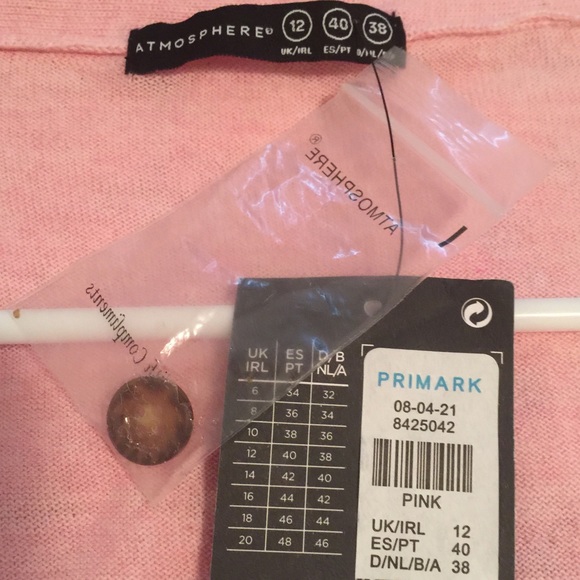 ATMOSPHERE® 12 40 38
UK/IRL ES/PT D/NL/
ATMOSPHERE®
Compliments
UK IRL ES PT D/B NL/A
6 34 32
8 36 34
10 38 36
12 40 38
14 42 40
16 44 42
18 46 44
20 48 46
PRIMARK
08-04-21
8425042
PINK
UK/IRL 12
ES/PT 40
D/NL/B/A 38